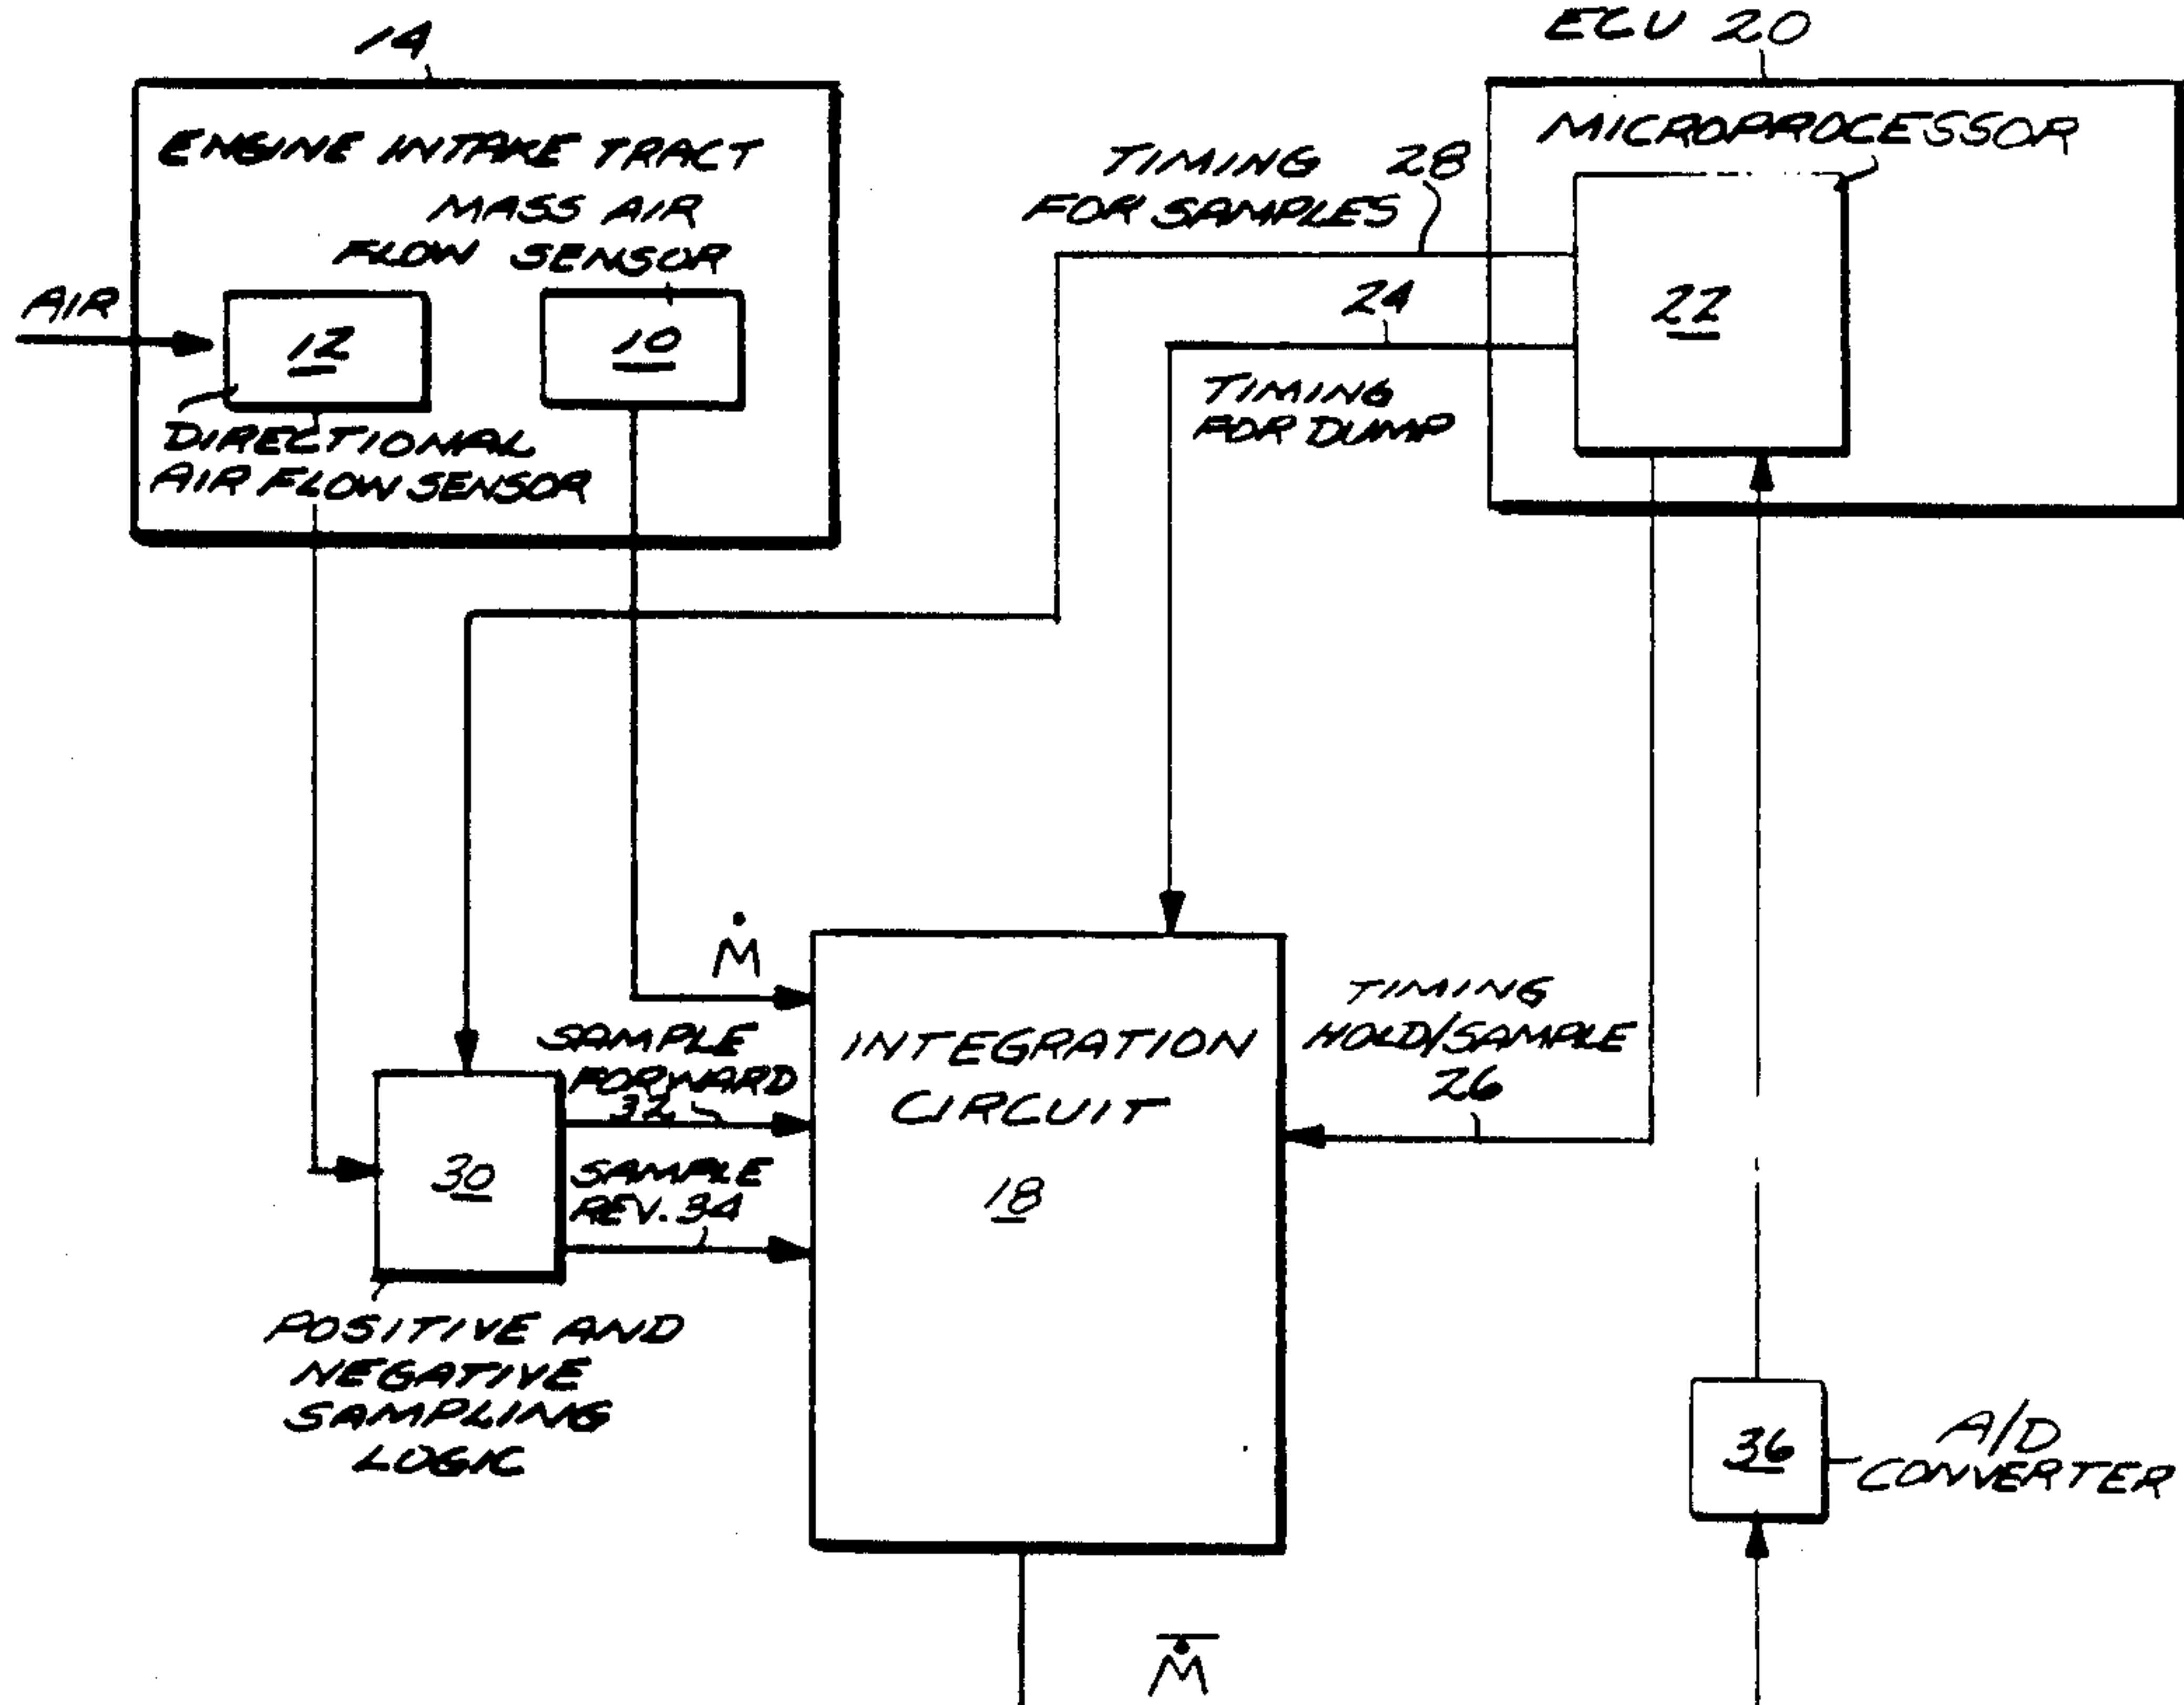 14
ENGINE INTAKE TRACT
MASS AIR
FLOW SENSOR
AIR
12
10
DIRECTIONAL
AIR FLOW SENSOR
ECU 20
MICROPROCESSOR
22
TIMING 28
FOR SAMPLES
24
TIMING
FOR DUMP
Ṁ
SAMPLE
FORWARD
32
SAMPLE
REV. 34
30
POSITIVE AND
NEGATIVE
SAMPLING
LOGIC
INTEGRATION
CIRCUIT
18
TIMING
HOLD/SAMPLE
26
36
A/D
CONVERTER
Ṁ̅